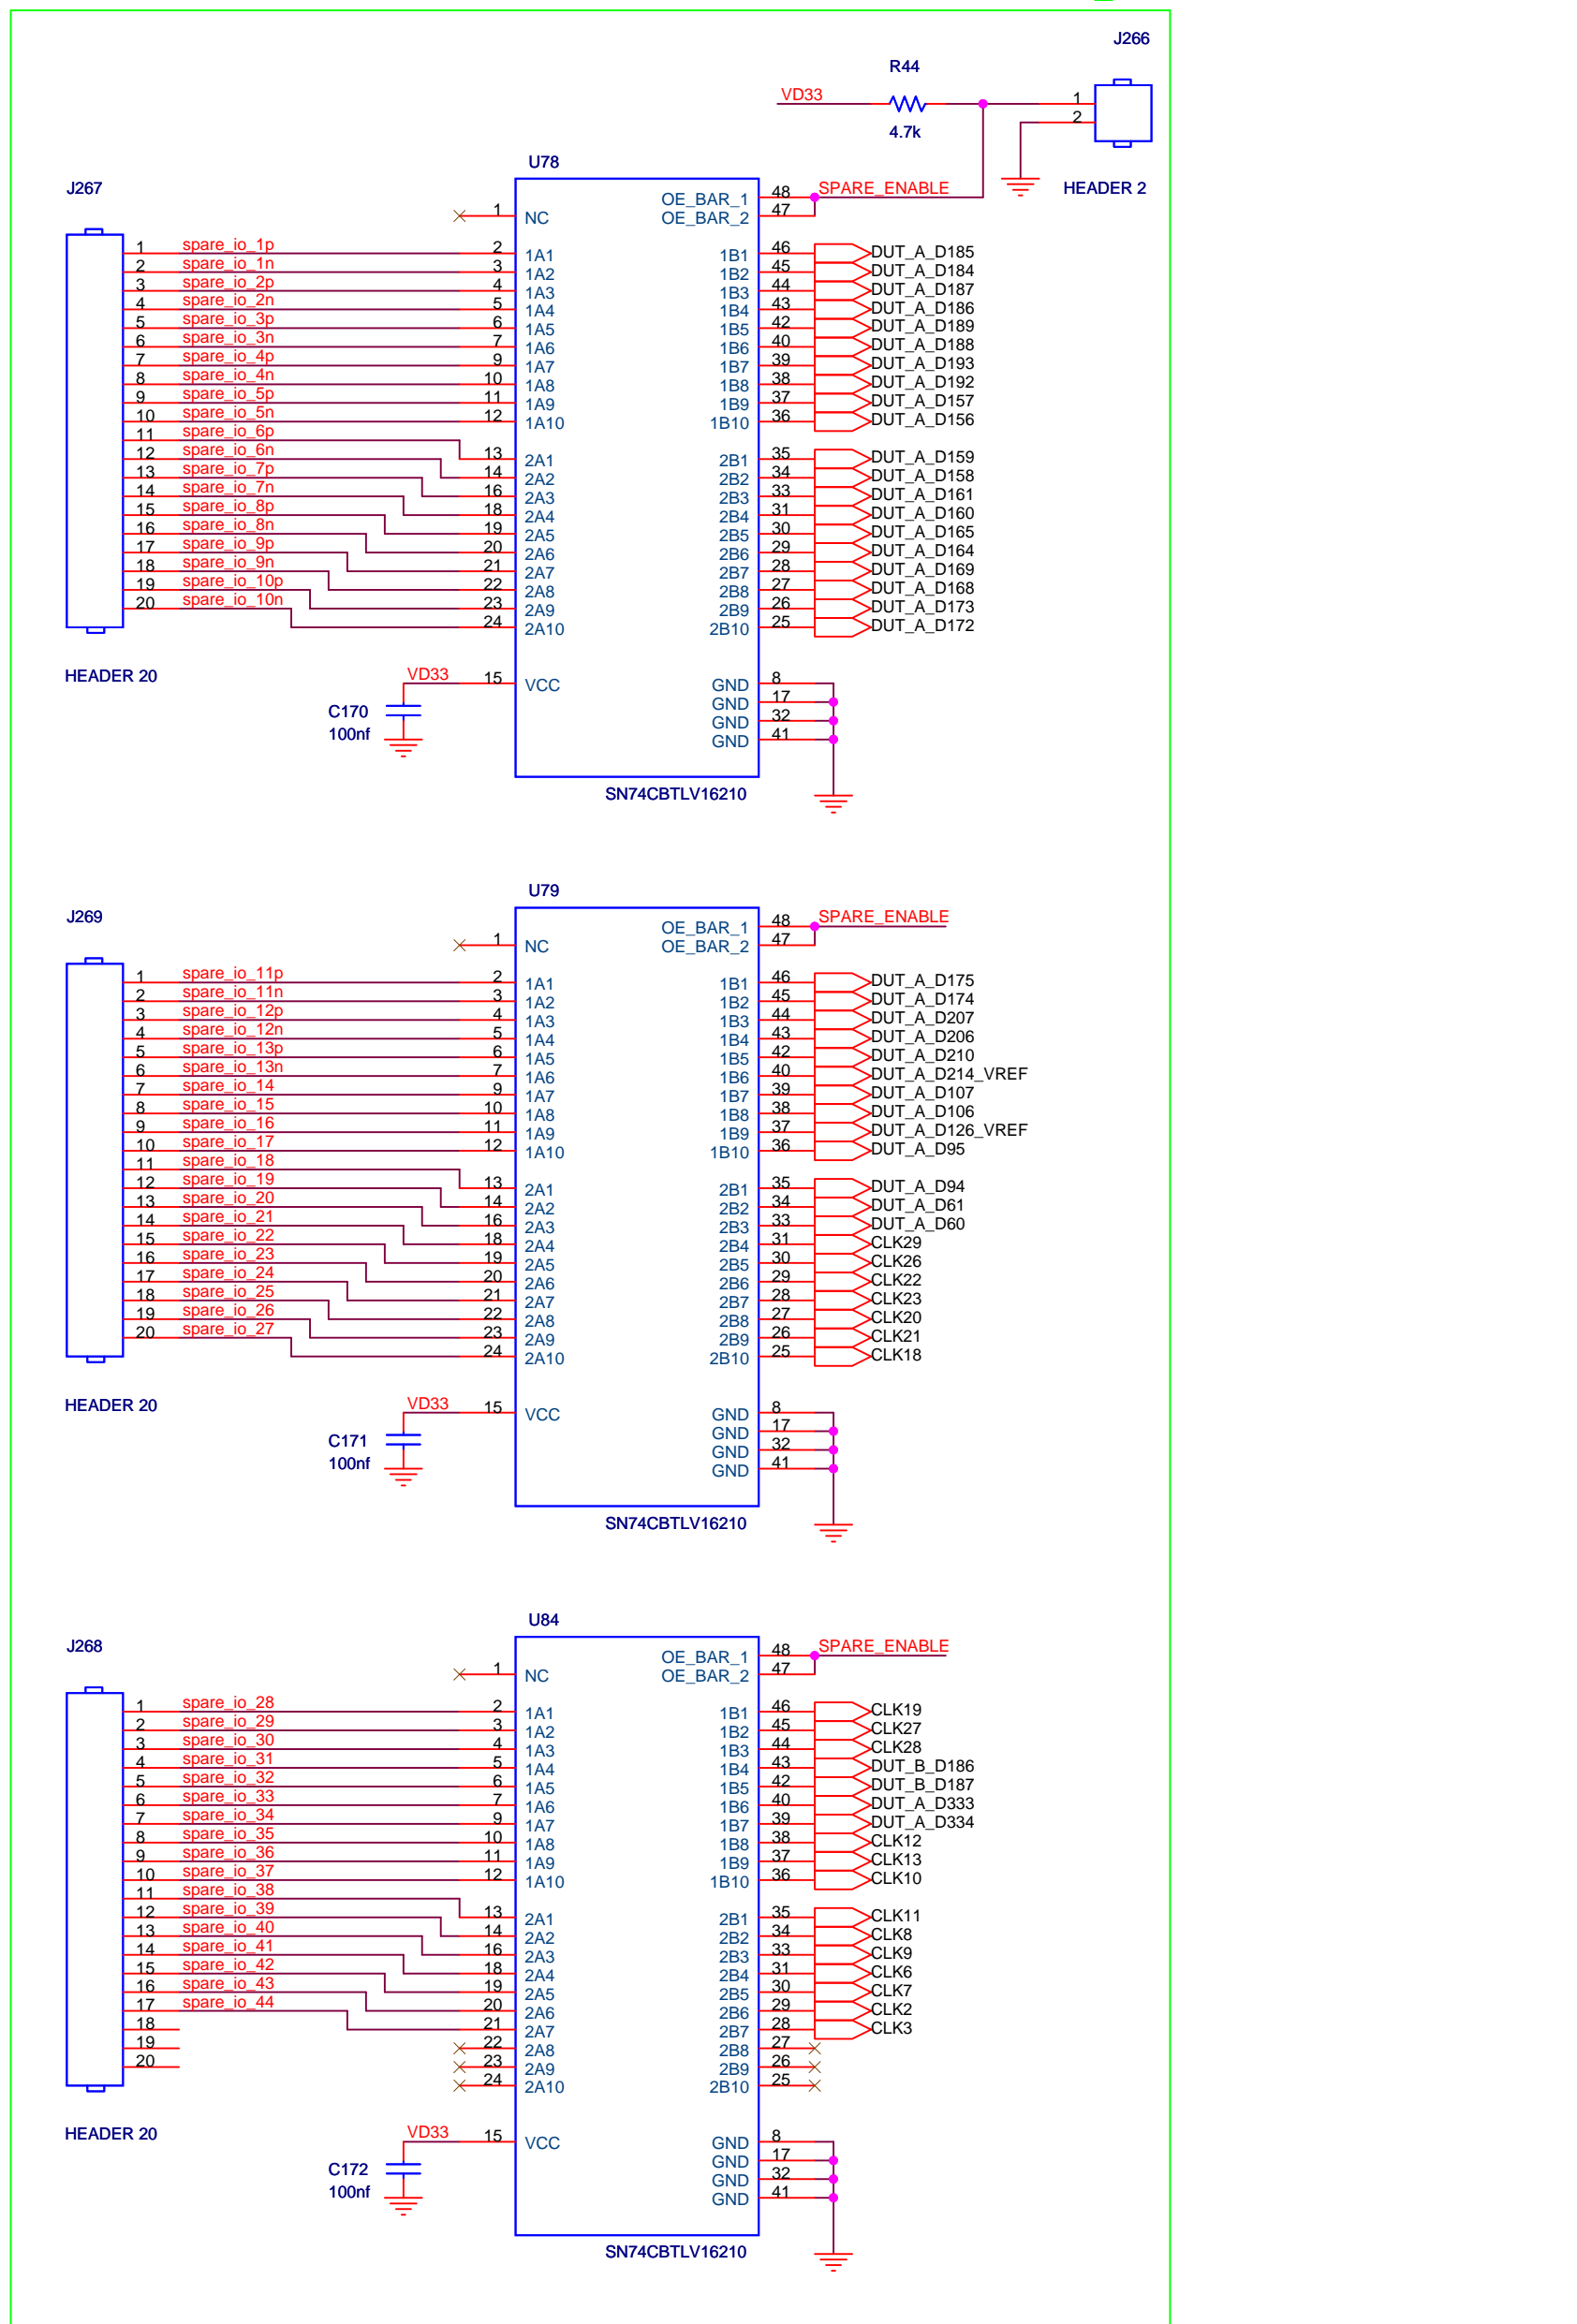 J266
R44
VD33
1
2
4.7k
HEADER 2
U78
J267
OE_BAR_1 48 SPARE_ENABLE
1 NC OE_BAR_2 47
1 spare_io_1p 2 1A1 1B1 46 DUT_A_D185
2 spare_io_1n 3 1A2 1B2 45 DUT_A_D184
3 spare_io_2p 4 1A3 1B3 44 DUT_A_D187
4 spare_io_2n 5 1A4 1B4 43 DUT_A_D186
5 spare_io_3p 6 1A5 1B5 42 DUT_A_D189
6 spare_io_3n 7 1A6 1B6 40 DUT_A_D188
7 spare_io_4p 9 1A7 1B7 39 DUT_A_D193
8 spare_io_4n 10 1A8 1B8 38 DUT_A_D192
9 spare_io_5p 11 1A9 1B9 37 DUT_A_D157
10 spare_io_5n 12 1A10 1B10 36 DUT_A_D156
11 spare_io_6p 13 2A1 2B1 35 DUT_A_D159
12 spare_io_6n 14 2A2 2B2 34 DUT_A_D158
13 spare_io_7p 16 2A3 2B3 33 DUT_A_D161
14 spare_io_7n 18 2A4 2B4 31 DUT_A_D160
15 spare_io_8p 19 2A5 2B5 30 DUT_A_D165
16 spare_io_8n 20 2A6 2B6 29 DUT_A_D164
17 spare_io_9p 21 2A7 2B7 28 DUT_A_D169
18 spare_io_9n 22 2A8 2B8 27 DUT_A_D168
19 spare_io_10p 23 2A9 2B9 26 DUT_A_D173
20 spare_io_10n 24 2A10 2B10 25 DUT_A_D172
HEADER 20
VD33 15 VCC GND 8
GND 17
GND 32
GND 41
C170
100nf
SN74CBTLV16210
U79
J269
OE_BAR_1 48 SPARE_ENABLE
1 NC OE_BAR_2 47
1 spare_io_11p 2 1A1 1B1 46 DUT_A_D175
2 spare_io_11n 3 1A2 1B2 45 DUT_A_D174
3 spare_io_12p 4 1A3 1B3 44 DUT_A_D207
4 spare_io_12n 5 1A4 1B4 43 DUT_A_D206
5 spare_io_13p 6 1A5 1B5 42 DUT_A_D210
6 spare_io_13n 7 1A6 1B6 40 DUT_A_D214_VREF
7 spare_io_14 9 1A7 1B7 39 DUT_A_D107
8 spare_io_15 10 1A8 1B8 38 DUT_A_D106
9 spare_io_16 11 1A9 1B9 37 DUT_A_D126_VREF
10 spare_io_17 12 1A10 1B10 36 DUT_A_D95
11 spare_io_18 13 2A1 2B1 35 DUT_A_D94
12 spare_io_19 14 2A2 2B2 34 DUT_A_D61
13 spare_io_20 16 2A3 2B3 33 DUT_A_D60
14 spare_io_21 18 2A4 2B4 31 CLK29
15 spare_io_22 19 2A5 2B5 30 CLK26
16 spare_io_23 20 2A6 2B6 29 CLK22
17 spare_io_24 21 2A7 2B7 28 CLK23
18 spare_io_25 22 2A8 2B8 27 CLK20
19 spare_io_26 23 2A9 2B9 26 CLK21
20 spare_io_27 24 2A10 2B10 25 CLK18
HEADER 20
VD33 15 VCC GND 8
GND 17
GND 32
GND 41
C171
100nf
SN74CBTLV16210
U84
J268
OE_BAR_1 48 SPARE_ENABLE
1 NC OE_BAR_2 47
1 spare_io_28 2 1A1 1B1 46 CLK19
2 spare_io_29 3 1A2 1B2 45 CLK27
3 spare_io_30 4 1A3 1B3 44 CLK28
4 spare_io_31 5 1A4 1B4 43 DUT_B_D186
5 spare_io_32 6 1A5 1B5 42 DUT_B_D187
6 spare_io_33 7 1A6 1B6 40 DUT_A_D333
7 spare_io_34 9 1A7 1B7 39 DUT_A_D334
8 spare_io_35 10 1A8 1B8 38 CLK12
9 spare_io_36 11 1A9 1B9 37 CLK13
10 spare_io_37 12 1A10 1B10 36 CLK10
11 spare_io_38 13 2A1 2B1 35 CLK11
12 spare_io_39 14 2A2 2B2 34 CLK8
13 spare_io_40 16 2A3 2B3 33 CLK9
14 spare_io_41 18 2A4 2B4 31 CLK6
15 spare_io_42 19 2A5 2B5 30 CLK7
16 spare_io_43 20 2A6 2B6 29 CLK2
17 spare_io_44 21 2A7 2B7 28 CLK3
18 22 2A8 2B8 27
19 23 2A9 2B9 26
20 24 2A10 2B10 25
HEADER 20
VD33 15 VCC GND 8
GND 17
GND 32
GND 41
C172
100nf
SN74CBTLV16210